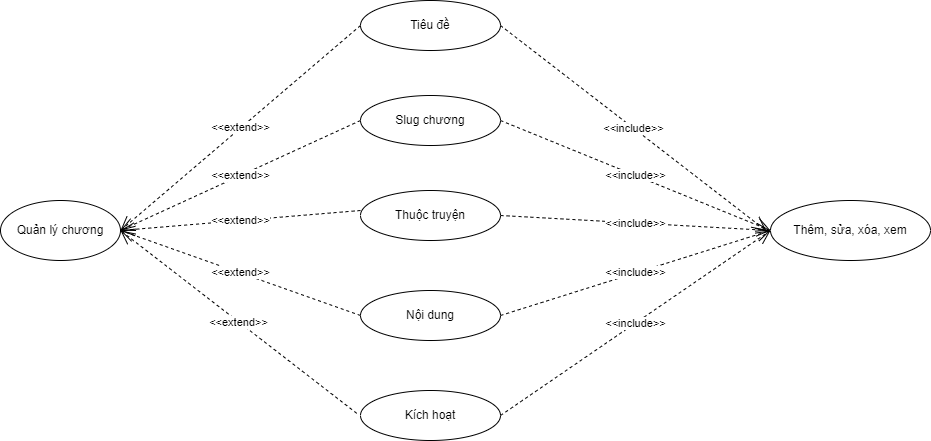 Tiêu đề
<<extend>>
<<include>>
Slug chương
<<extend>>
<<include>>
Quản lý chương
<<extend>>
Thuộc truyện
<<include>>
Thêm, sửa, xóa, xem
<<extend>>
<<include>>
Nội dung
<<extend>>
<<include>>
Kích hoạt